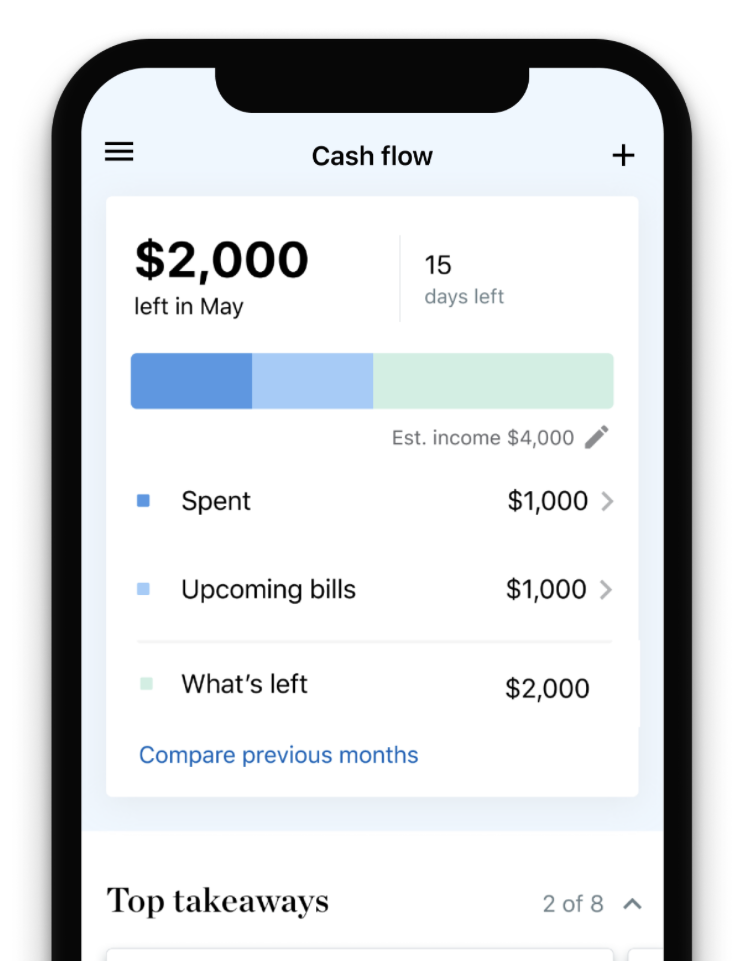 Cash flow
$2,000
left in May
15
days left
Est. income $4,000
Spent $1,000
Upcoming bills $1,000
What’s left $2,000
Compare previous months
Top takeaways 2 of 8